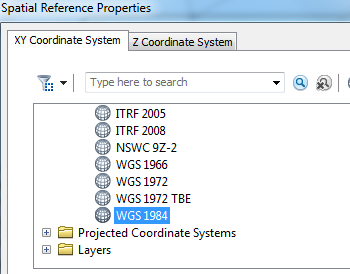 Spatial Reference Properties
XY Coordinate System Z Coordinate System
Type here to search
ITRF 2005
ITRF 2008
NSWC 9Z-2
WGS 1966
WGS 1972
WGS 1972 TBE
WGS 1984
Projected Coordinate Systems
Layers